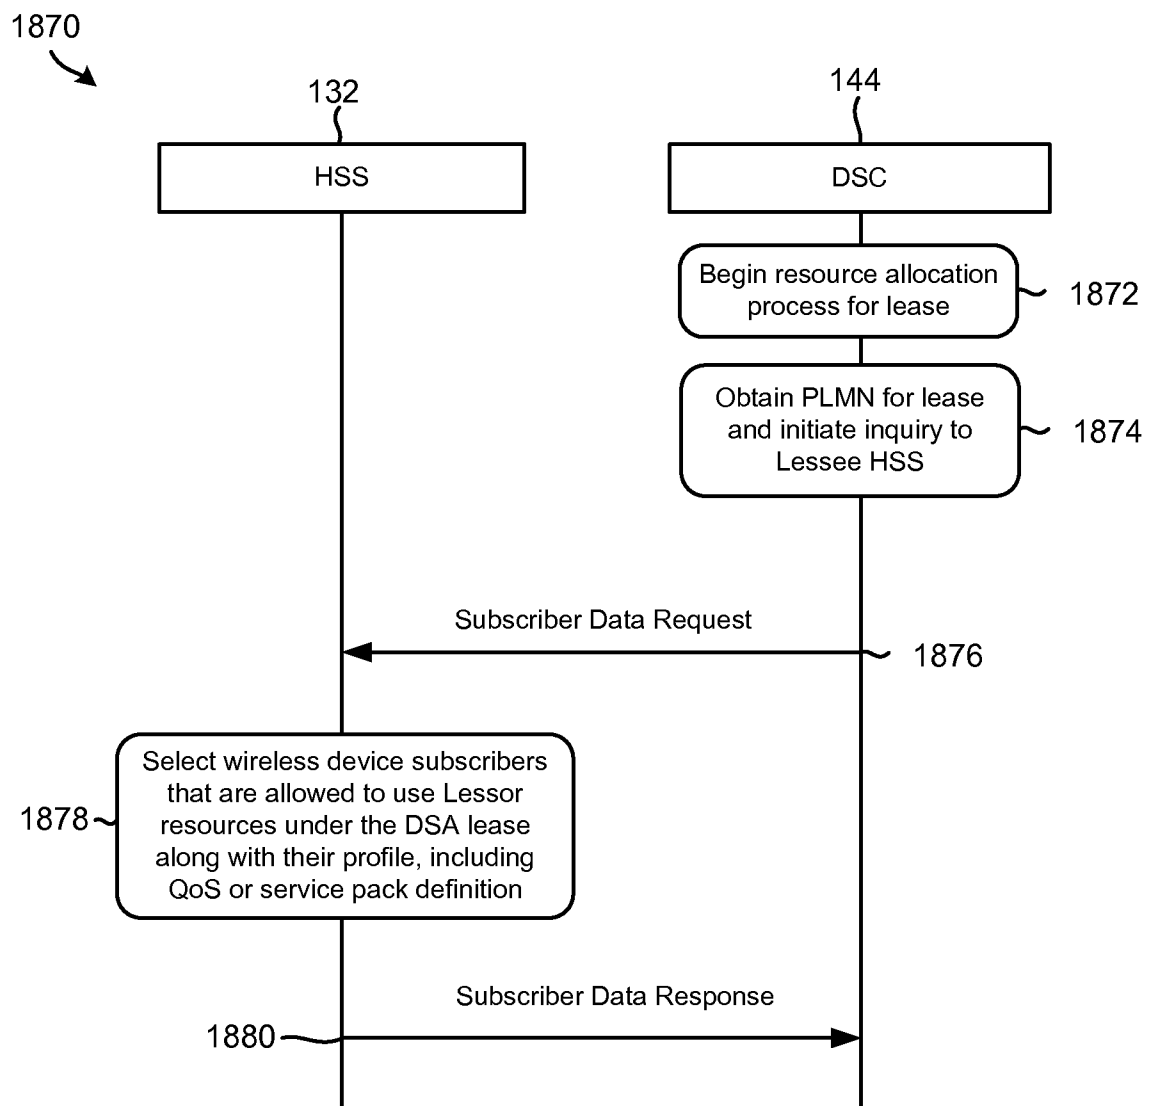 1870
132
144
HSS
DSC
Begin resource allocation
process for lease
1872
Obtain PLMN for lease
and initiate inquiry to
Lessee HSS
1874
Subscriber Data Request
1876
Select wireless device subscribers
that are allowed to use Lessor
resources under the DSA lease
along with their profile, including
QoS or service pack definition
1878
Subscriber Data Response
1880